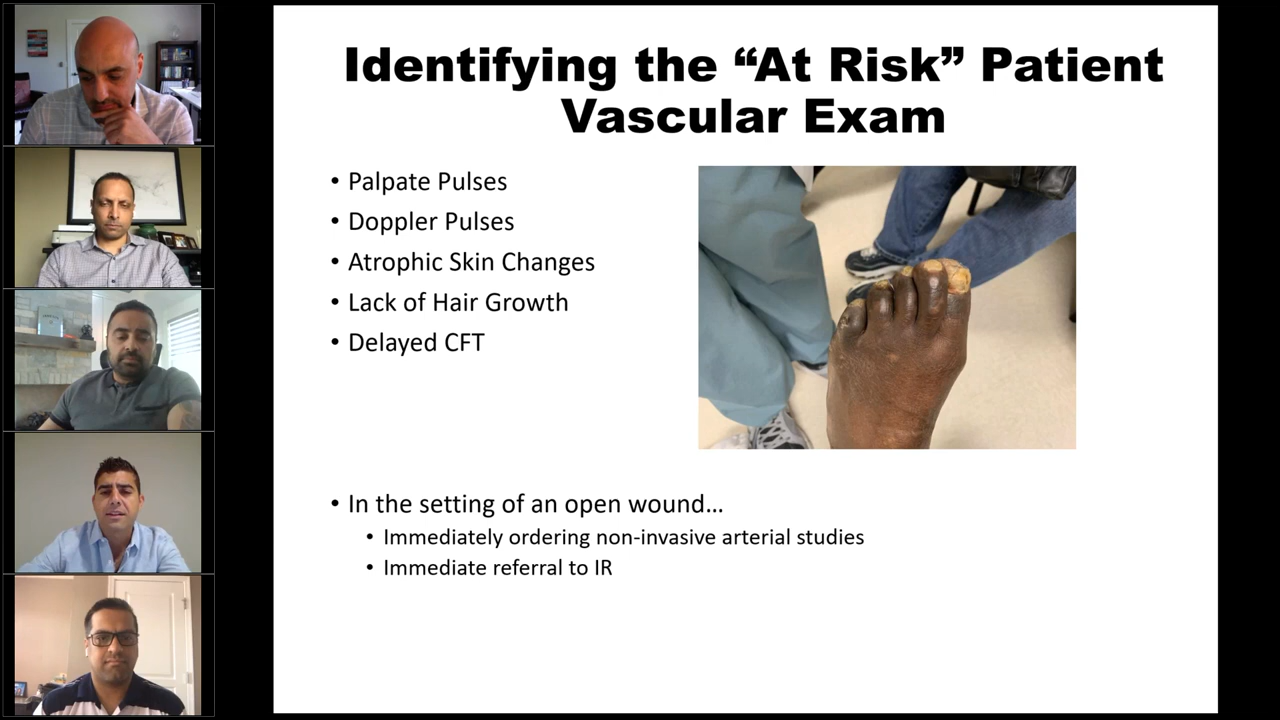 Identifying the “At Risk” Patient
Vascular Exam
• Palpate Pulses
• Doppler Pulses
• Atrophic Skin Changes
• Lack of Hair Growth
• Delayed CFT
• In the setting of an open wound…
• Immediately ordering non-invasive arterial studies
• Immediate referral to IR